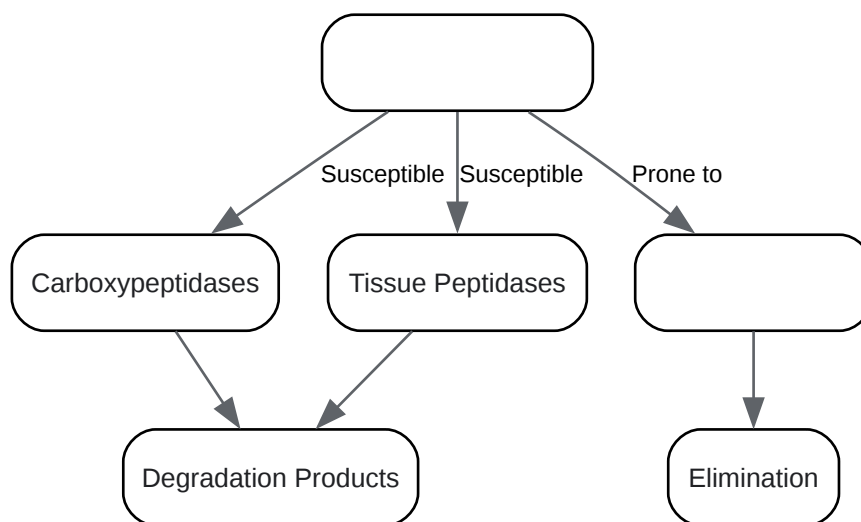 Susceptible
Susceptible
Prone to
Carboxypeptidases
Tissue Peptidases
Degradation Products
Elimination